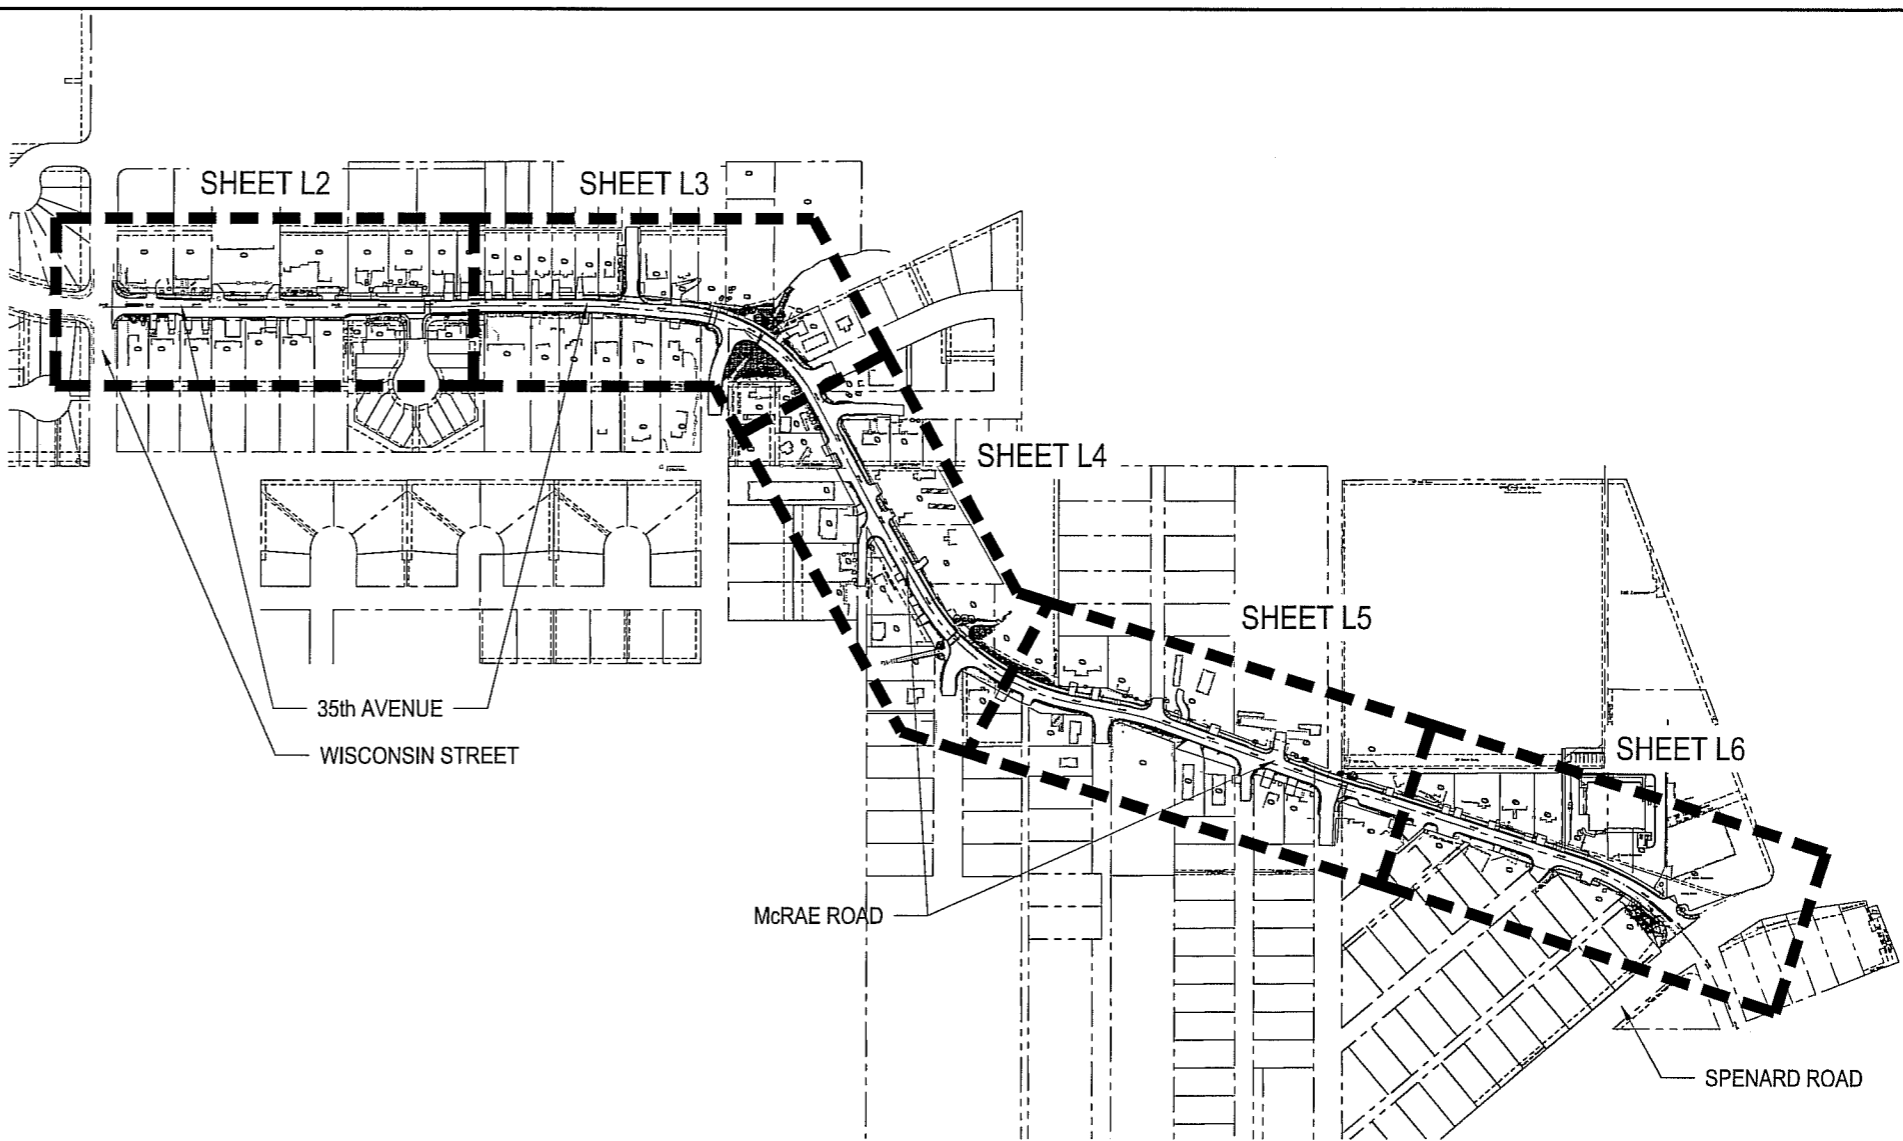 SHEET L2
SHEET L3
SHEET L4
SHEET L5
35th AVENUE
WISCONSIN STREET
SHEET L6
McRAE ROAD
SPENARD ROAD